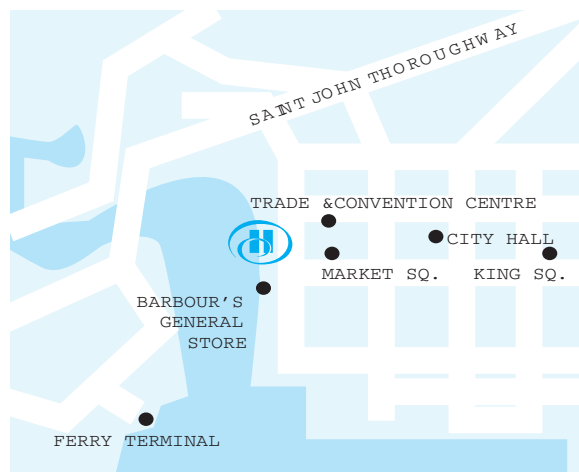 SAINT JOHN THOROUGHWAY
TRADE &CONVENTION CENTRE
CITY HALL
MARKET SQ.
KING SQ.
BARBOUR'S
GENERAL
STORE
FERRY TERMINAL